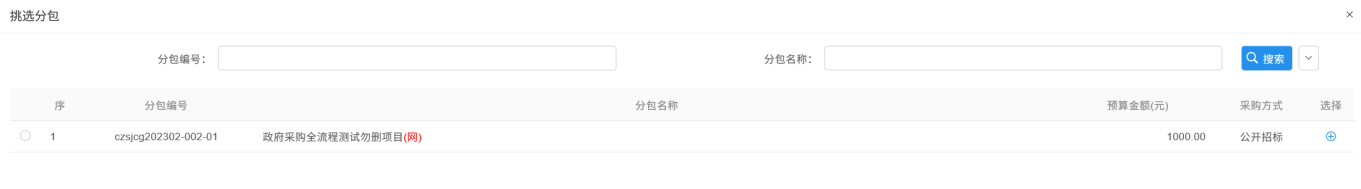 挑选分包 ×
分包编号： 分包名称： 搜索
序 分包编号 分包名称 预算金额(元) 采购方式 选择
1 czsjcg202302-002-01 政府采购全流程测试勿删项目(网) 1000.00 公开招标